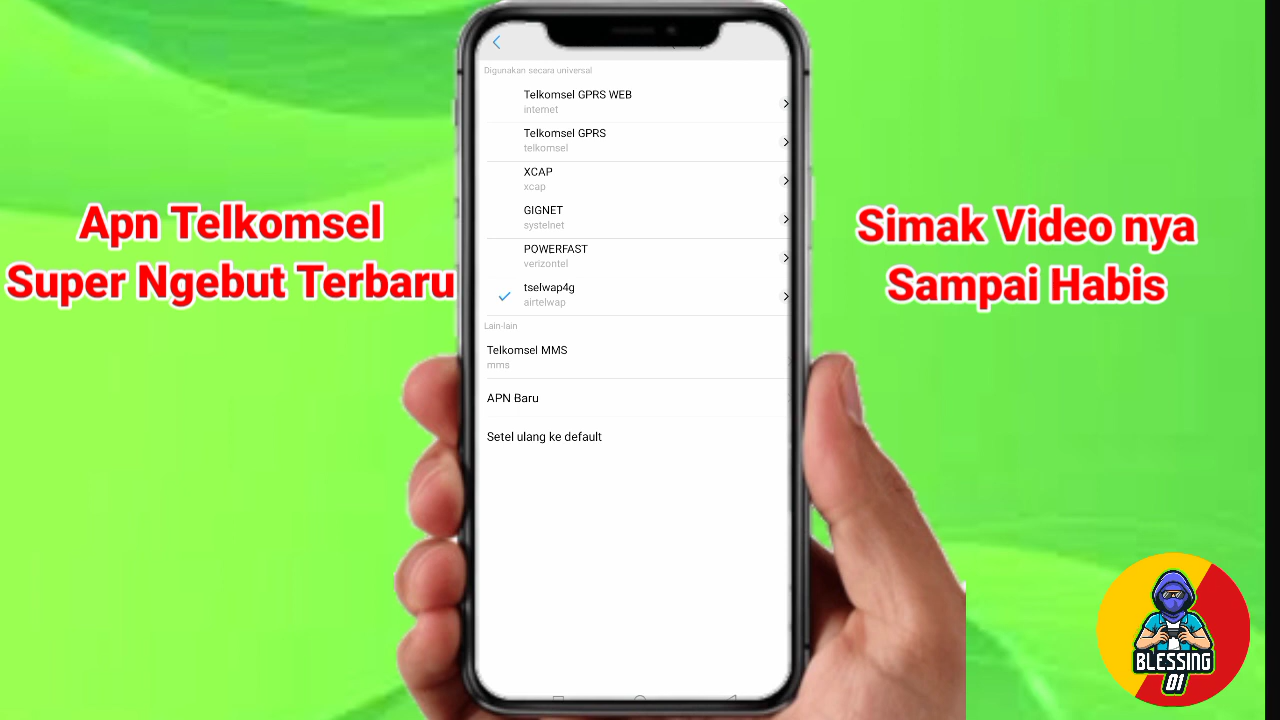 Apn Telkomsel
Super Ngebut Terbaru
Digunakan secara universal
Telkomsel GPRS WEB
internet
Telkomsel GPRS
telkomsel
XCAP
xcap
GIGNET
systelnet
POWERFAST
verizontel
tselwap4g
airtelwap
Lain-lain
Telkomsel MMS
mms
APN Baru
Setel ulang ke default
Simak Video nya
Sampai Habis
BLESSING
01